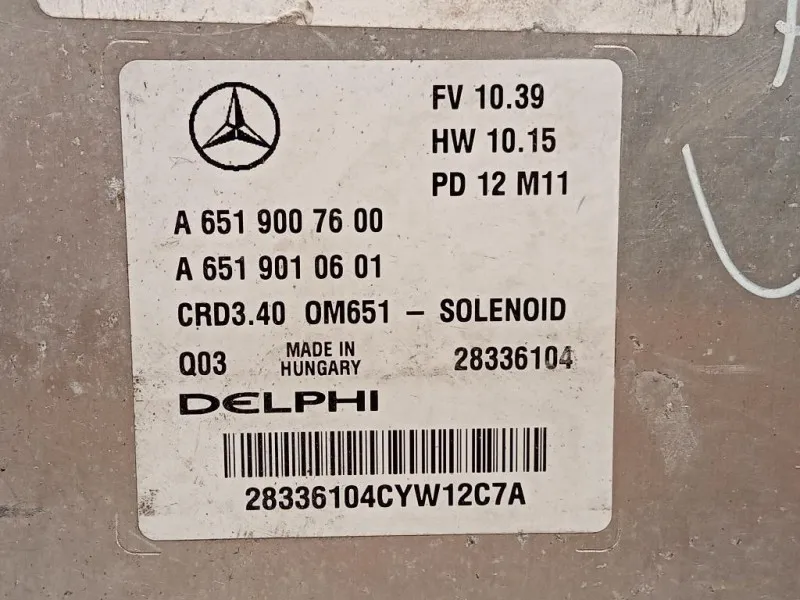 FV 10.39
HW 10.15
PD 12 M11
A 651 900 76 00
A 651 901 06 01
CRD3.40 OM651 – SOLENOID
Q03 MADE IN HUNGARY 28336104
DELPHI
28336104CYW12C7A